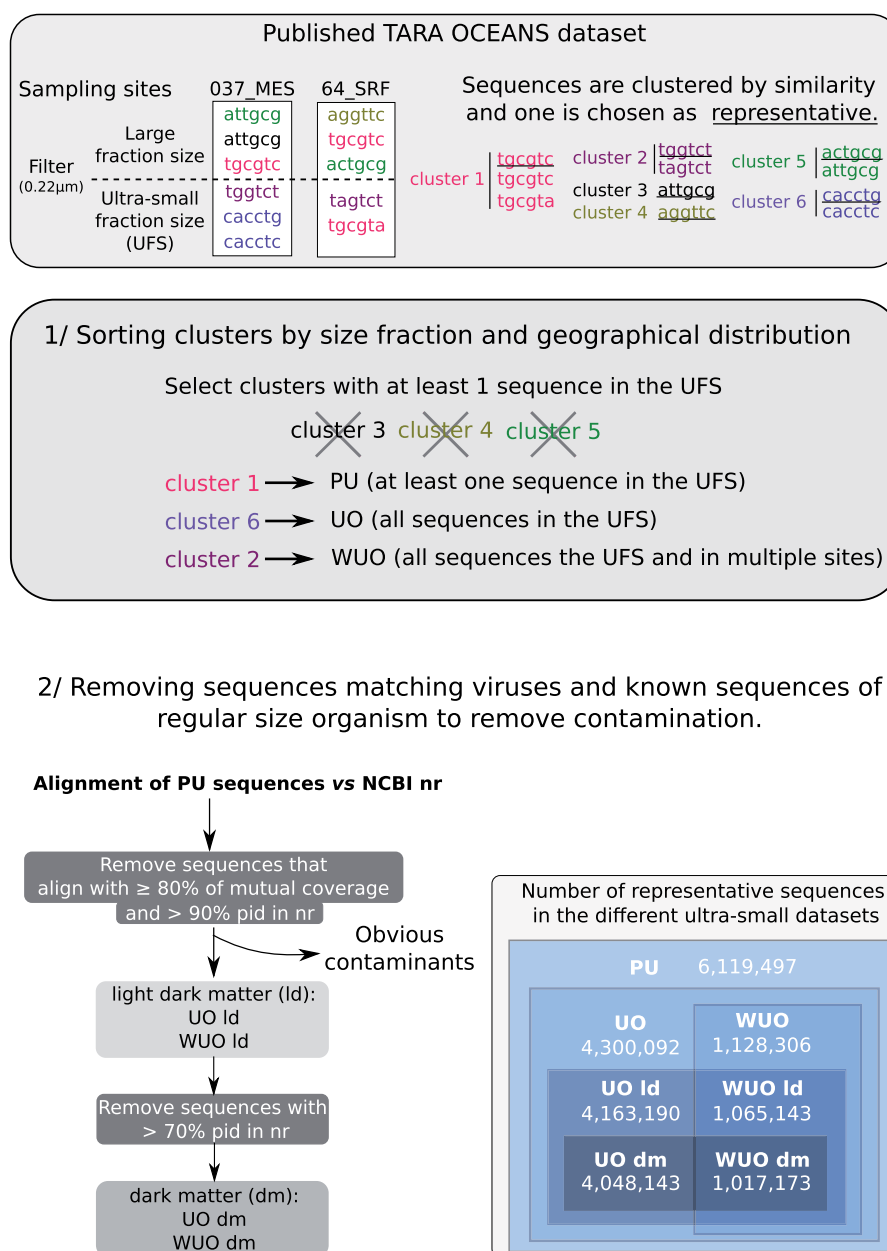 Published TARA OCEANS dataset
Sampling sites
037_MES
64_SRF
Large
fraction size
Filter
(0.22µm)
Ultra-small
fraction size
(UFS)
attgcg
attgcg
tgcgtc
tggtct
cacctg
cacctc
aggttc
tgcgtc
actgcg
tagtct
tgcgta
Sequences are clustered by similarity
and one is chosen as representative.
cluster 1
tgcgtc
tgcgtc
tgcgta
cluster 2
tggtct
tagtct
cluster 3 attgcg
cluster 4 aggttc
cluster 5
actgcg
attgcg
cluster 6
cacctg
cacctc
1/ Sorting clusters by size fraction and geographical distribution
Select clusters with at least 1 sequence in the UFS
cluster 3 cluster 4 cluster 5
cluster 1 PU (at least one sequence in the UFS)
cluster 6 UO (all sequences in the UFS)
cluster 2 WUO (all sequences the UFS and in multiple sites)
2/ Removing sequences matching viruses and known sequences of
regular size organism to remove contamination.
Alignment of PU sequences vs NCBI nr
Remove sequences that
align with ≥ 80% of mutual coverage
and > 90% pid in nr
Obvious
contaminants
light dark matter (ld):
UO ld
WUO ld
Remove sequences with
> 70% pid in nr
dark matter (dm):
UO dm
WUO dm
Number of representative sequences
in the different ultra-small datasets
PU 6,119,497
UO
4,300,092
WUO
1,128,306
UO ld
4,163,190
WUO ld
1,065,143
UO dm
4,048,143
WUO dm
1,017,173